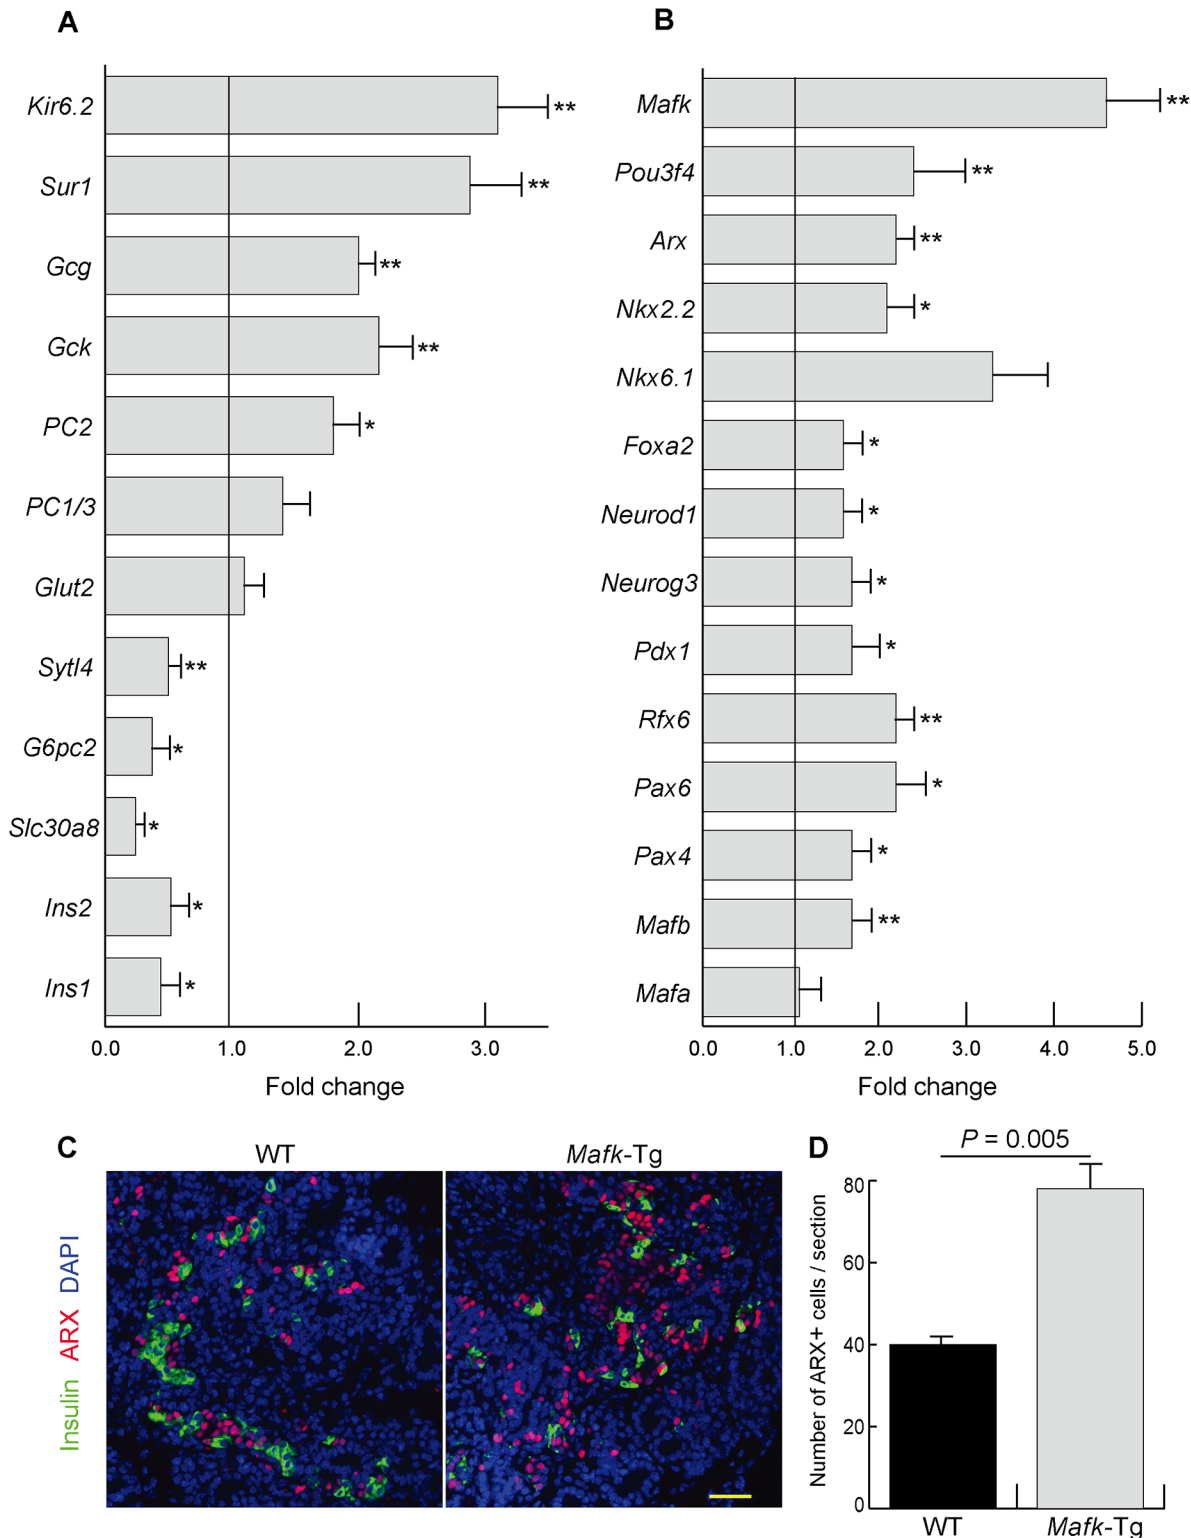 A
Kir6.2 **
Sur1 **
Gcg **
Gck **
PC2 *
PC1/3
Glut2
Sytl4 **
G6pc2 *
Slc30a8 *
Ins2 *
Ins1 *
0.0 1.0 2.0 3.0
Fold change
B
Mafk **
Pou3f4 **
Arx **
Nkx2.2 *
Nkx6.1
Foxa2 *
Neurod1 *
Neurog3 *
Pdx1 *
Rfx6 **
Pax6 *
Pax4 *
Mafb **
Mafa
0.0 1.0 2.0 3.0 4.0 5.0
Fold change
C
WT Mafk-Tg
Insulin ARX DAPI
D
P = 0.005
Number of ARX+ cells / section
80
60
40
20
0
WT Mafk-Tg